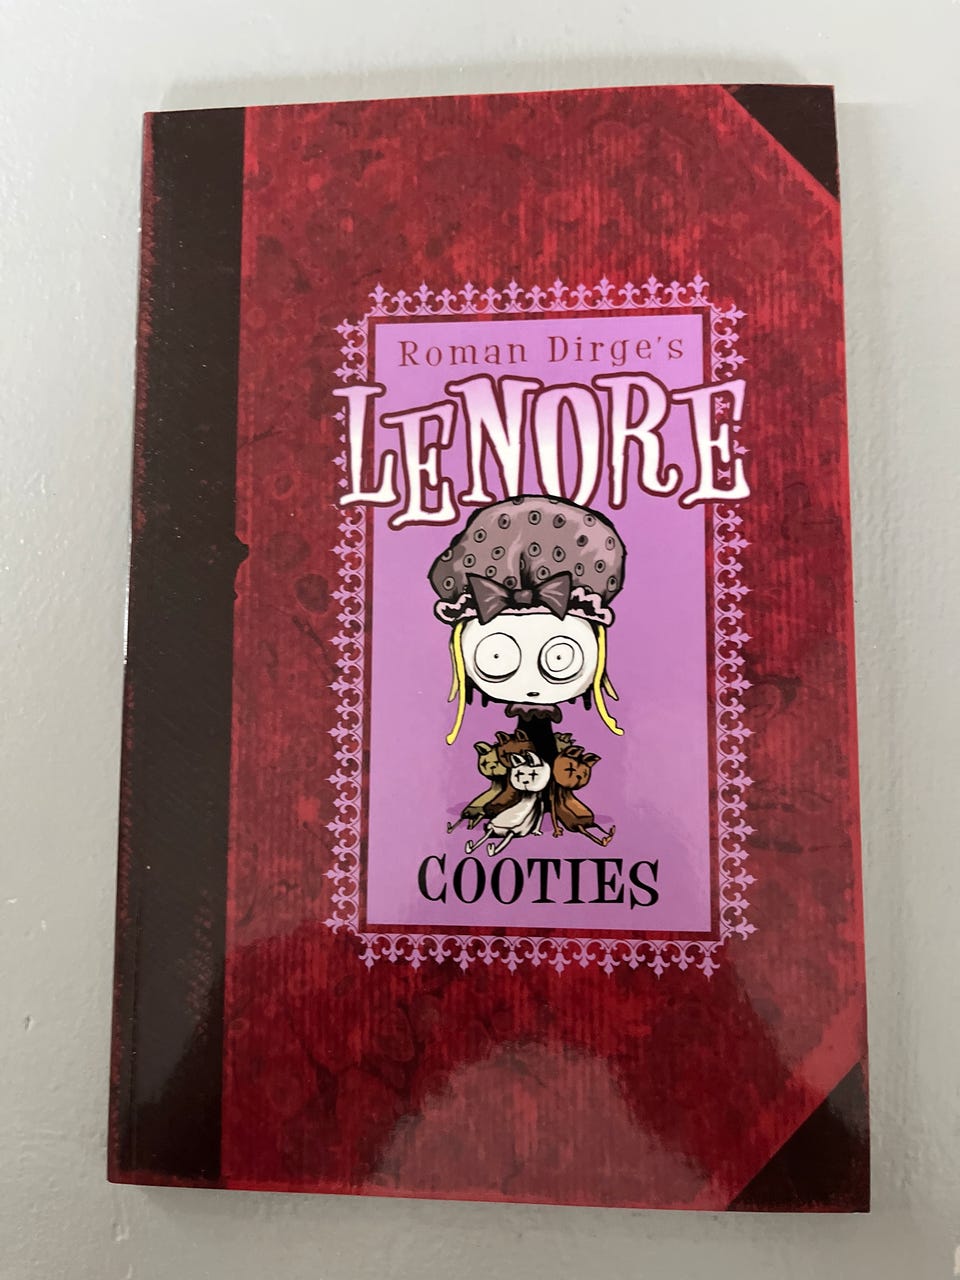 Roman Dirge's
LENORE
COOTIES